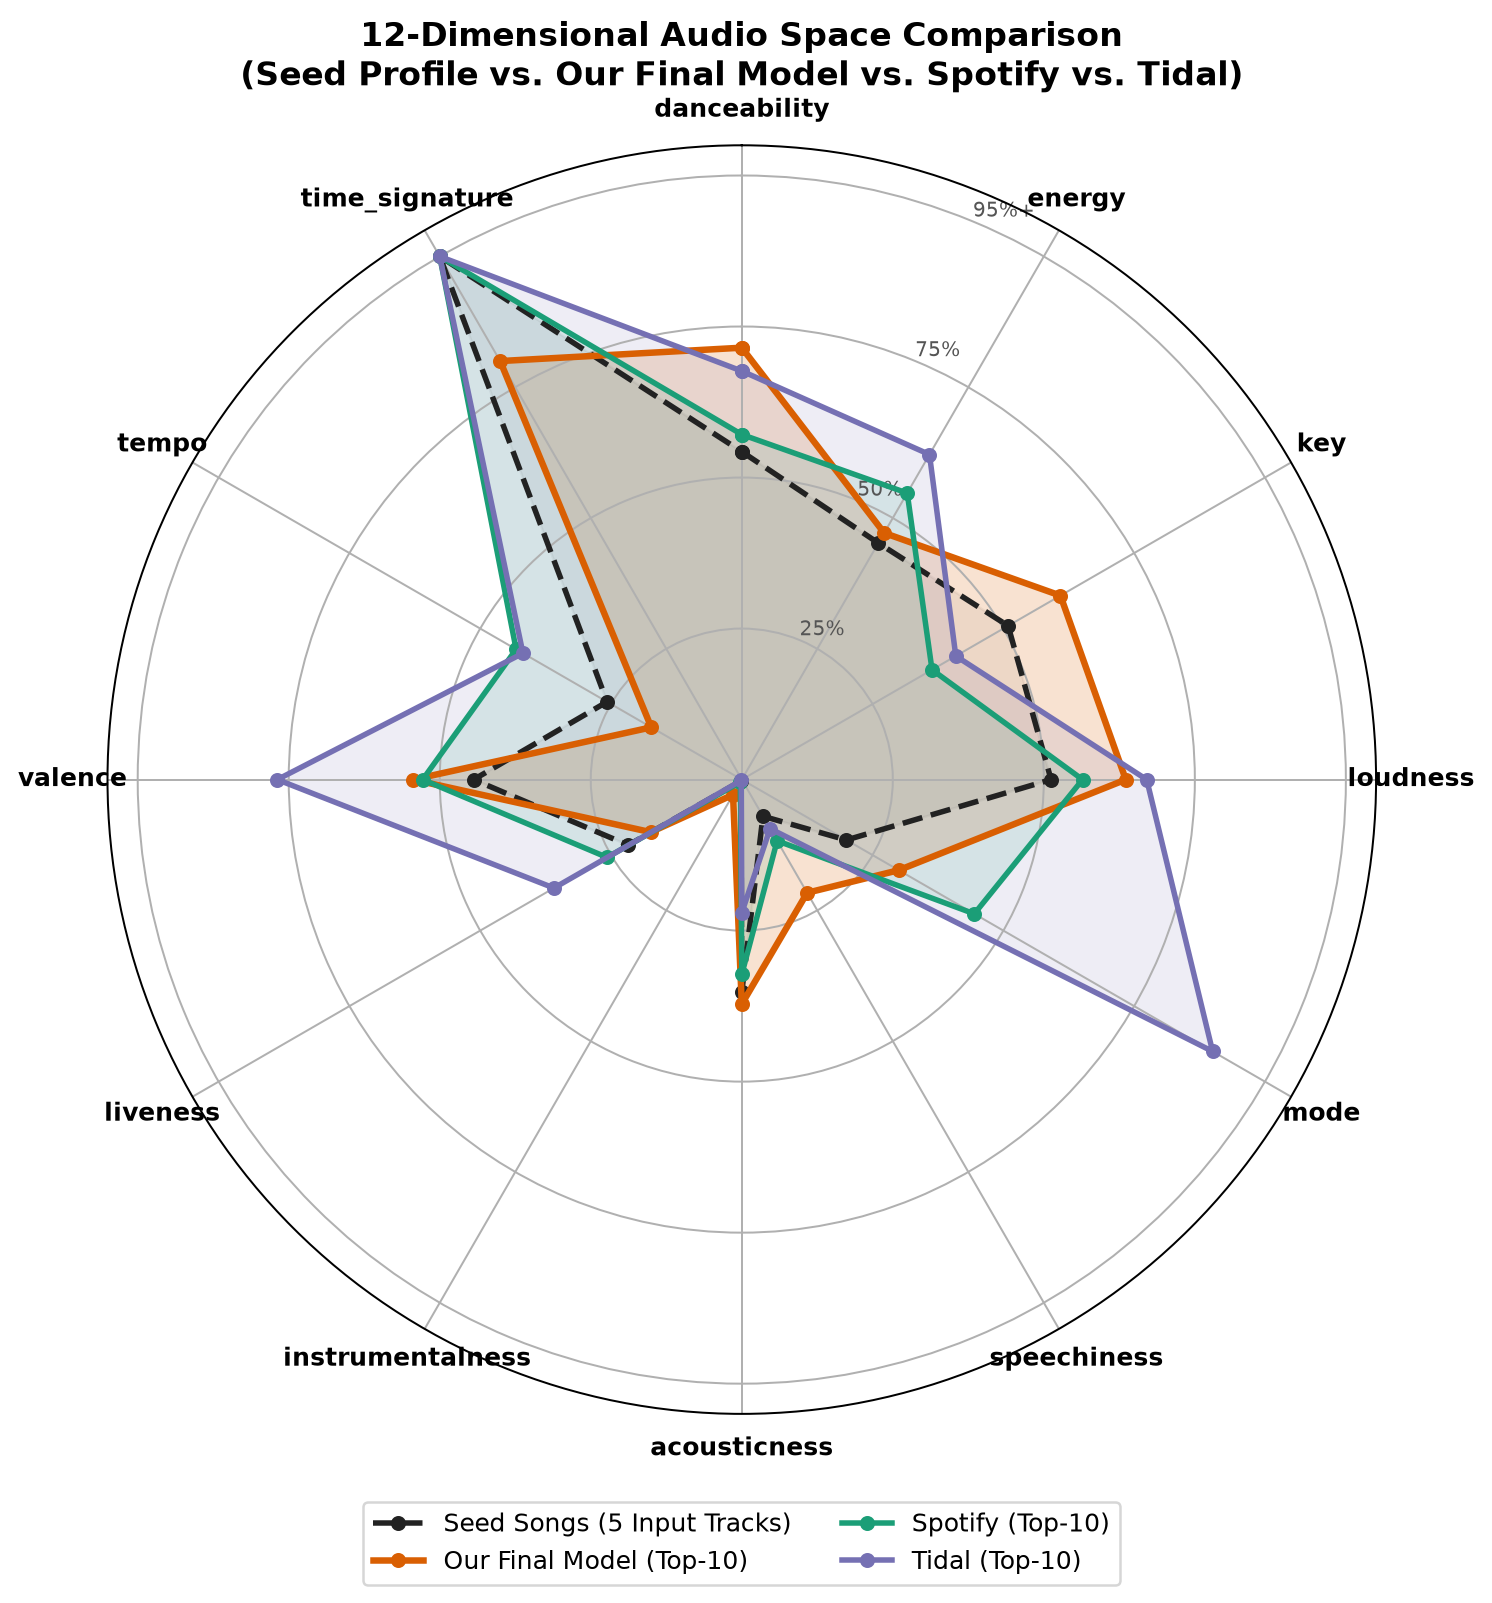 12-Dimensional Audio Space Comparison
(Seed Profile vs. Our Final Model vs. Spotify vs. Tidal)
danceability
time_signature
energy
95%+
75%
tempo
key
50%
25%
valence
loudness
liveness
mode
instrumentalness
speechiness
acousticness
Seed Songs (5 Input Tracks)
Spotify (Top-10)
Our Final Model (Top-10)
Tidal (Top-10)